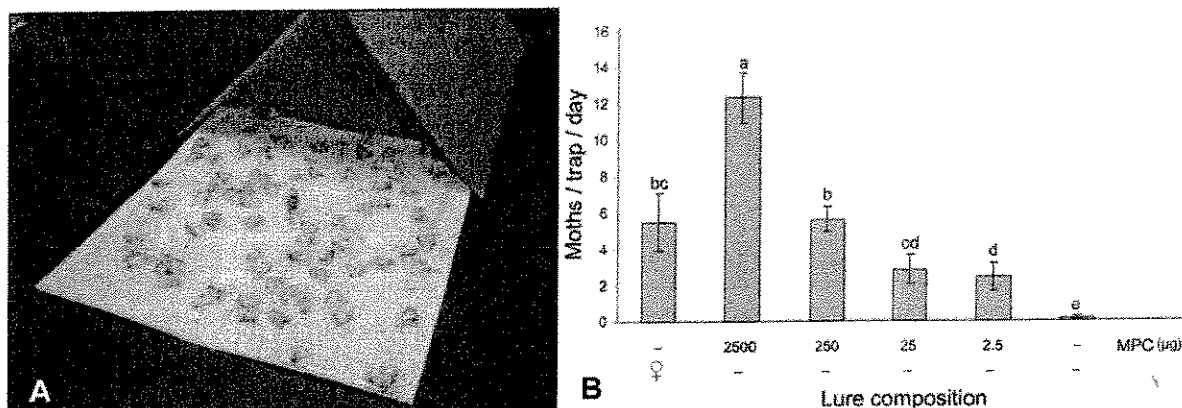 A
B
Moths / trap / day
16
14
12
10
8
6
4
2
0
bc
a
b
cd
d
e
– 2500 250 25 2.5 – MPC (µg)
♀ – – – – –
Lure composition